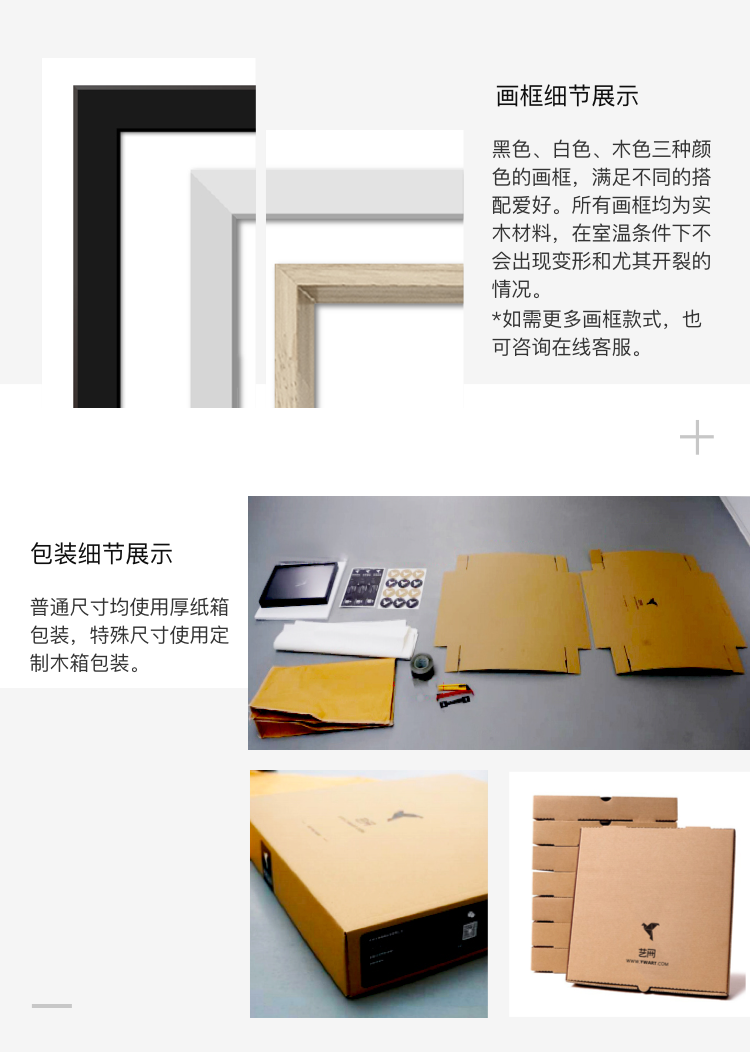 画框细节展示
黑色、白色、木色三种颜
色的画框，满足不同的搭
配爱好。所有画框均为实
木材料，在室温条件下不
会出现变形和尤其开裂的
情况。
*如需更多画框款式，也
可咨询在线客服。
包装细节展示
普通尺寸均使用厚纸箱
包装，特殊尺寸使用定
制木箱包装。
艺网
艺网
WWW.YWART.COM